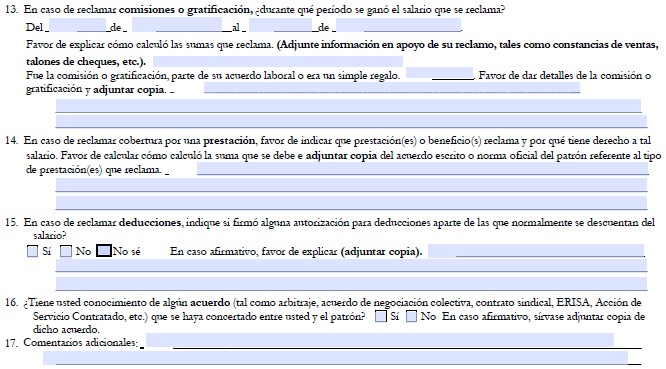 13. En caso de reclamar comisiones o gratificación, ¿durante qué período se ganó el salario que se reclama?
Del de al de
Favor de explicar cómo calculó las sumas que reclama. (Adjunte información en apoyo de su reclamo, tales como constancias de ventas,
talones de cheques, etc.).
Fue la comisión o gratificación, parte de su acuerdo laboral o era un simple regalo. Favor de dar detalles de la comisión o
gratificación y adjuntar copia.
14. En caso de reclamar cobertura por una prestación, favor de indicar que prestación(es) o beneficio(s) reclama y por qué tiene derecho a tal
salario. Favor de calcular cómo calculó la suma que se debe e adjuntar copia del acuerdo escrito o norma oficial del patrón referente al tipo
de prestación(es) que reclama.
15. En caso de reclamar deducciones, indique si firmó alguna autorización para deducciones aparte de las que normalmente se descuentan del
salario?
Sí No No sé En caso afirmativo, favor de explicar (adjuntar copia).
16. ¿Tiene usted conocimiento de algún acuerdo (tal como arbitraje, acuerdo de negociación colectiva, contrato sindical, ERISA, Acción de
Servicio Contratado, etc.) que se haya concertado entre usted y el patrón? Sí No En caso afirmativo, sírvase adjuntar copia de
dicho acuerdo.
17. Comentarios adicionales: